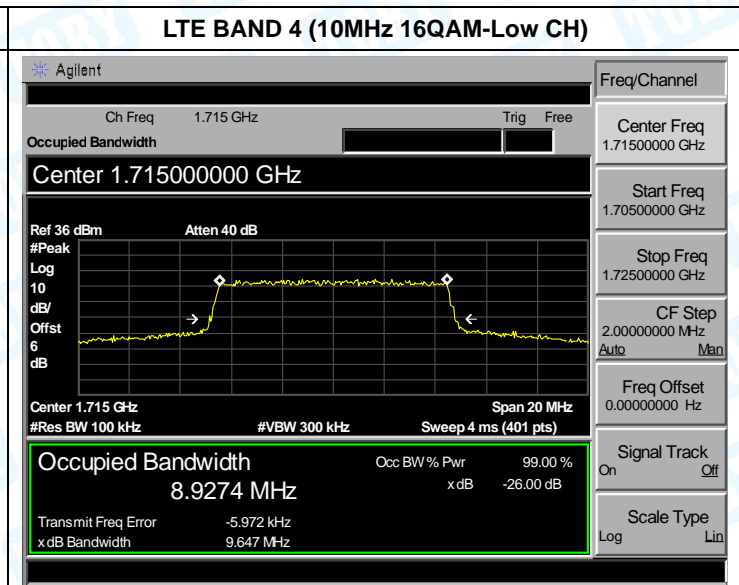 LTE BAND 4 (10MHz 16QAM-Low CH)
Agilent
Freq/Channel
Ch Freq 1.715 GHz Trig Free
Occupied Bandwidth
Center 1.715000000 GHz
Ref 36 dBm Atten 40 dB
#Peak
Log
10
dB/
Offst
6
dB
Center 1.715 GHz Span 20 MHz
#Res BW 100 kHz #VBW 300 kHz Sweep 4 ms (401 pts)
Occupied Bandwidth Occ BW % Pwr 99.00 %
8.9274 MHz x dB -26.00 dB
Transmit Freq Error -5.972 kHz
x dB Bandwidth 9.647 MHz
Center Freq
1.71500000 GHz
Start Freq
1.70500000 GHz
Stop Freq
1.72500000 GHz
CF Step
2.00000000 MHz
Auto Man
Freq Offset
0.00000000 Hz
Signal Track
On Off
Scale Type
Log Lin